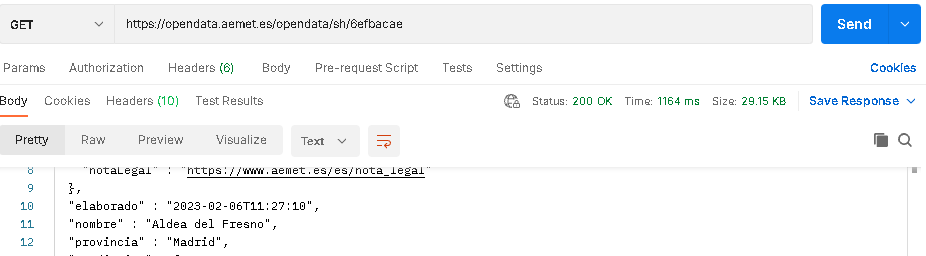 GET https://opendata.aemet.es/opendata/sh/6efbacae Send
Params Authorization Headers (6) Body Pre-request Script Tests Settings Cookies
Body Cookies Headers (10) Test Results Status: 200 OK Time: 1164 ms Size: 29.15 KB Save Response
Pretty Raw Preview Visualize Text
8 "notaLegal" : "https://www.aemet.es/es/nota_legal"
9 },
10 "elaborado" : "2023-02-06T11:27:10",
11 "nombre" : "Aldea del Fresno",
12 "provincia" : "Madrid",